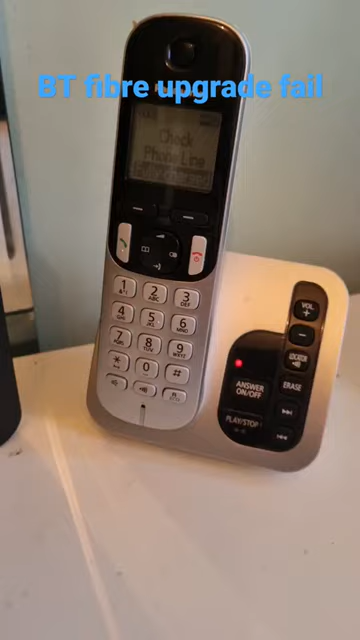 BT fibre upgrade fail
Check
Phone Line
1
2 ABC
3 DEF
4 GHI
5 JKL
6 MNO
7 PQRS
8 TUV
9 WXYZ
*
0
#
R
VOL.
+
−
LOCATOR
ANSWER
ON/OFF
ERASE
PLAY/STOP